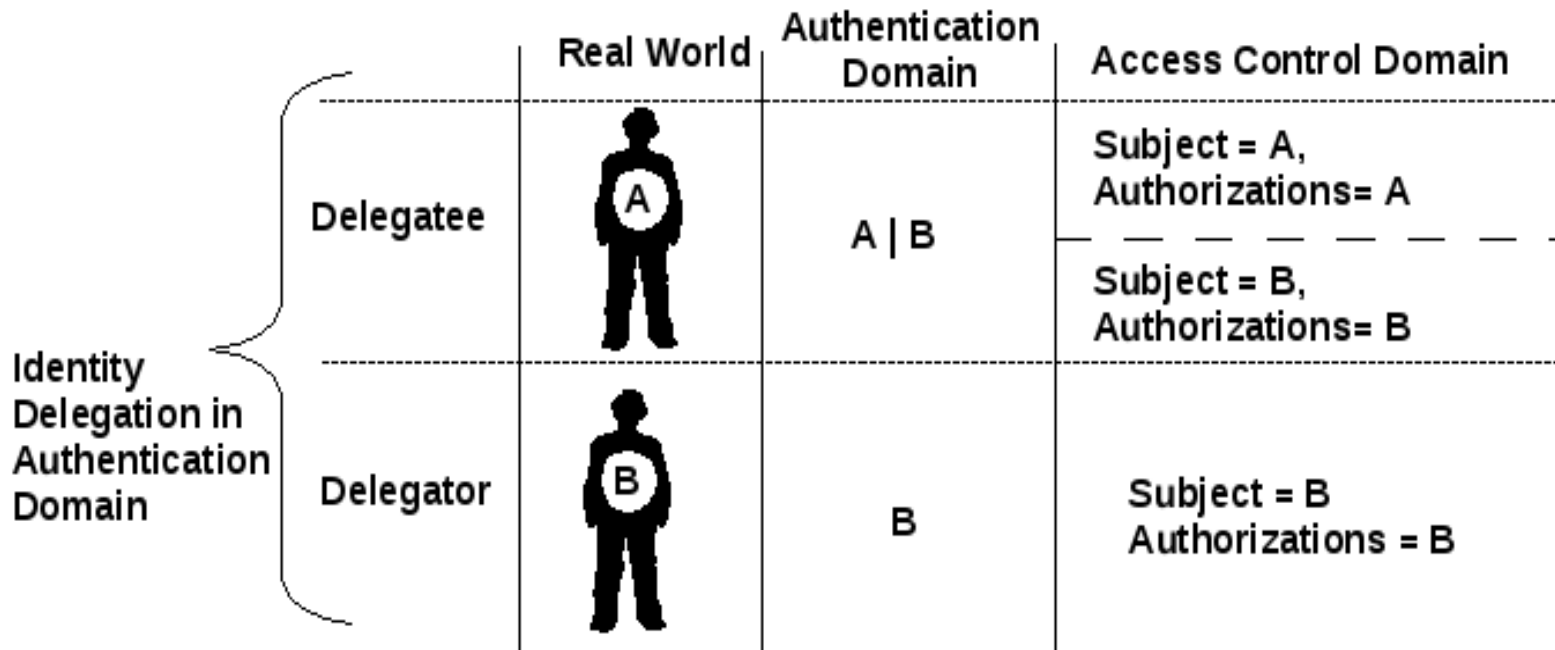 Real World
Authentication
Domain
Access Control Domain
Delegatee
A
A | B
Subject = A,
Authorizations= A
Subject = B,
Authorizations= B
Identity
Delegation in
Authentication
Domain
Delegator
B
B
Subject = B
Authorizations = B